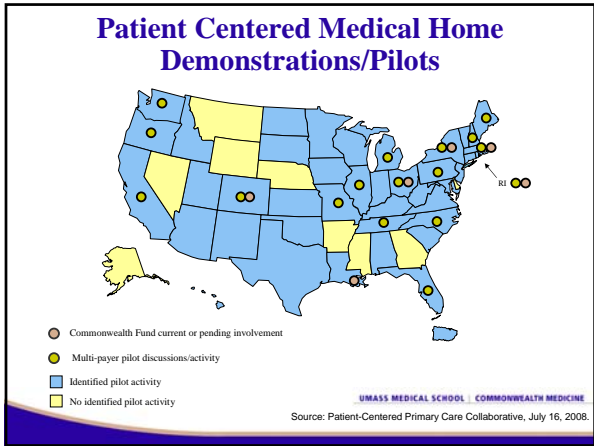 Patient Centered Medical Home
Demonstrations/Pilots
RI
Commonwealth Fund current or pending involvement
Multi-payer pilot discussions/activity
Identified pilot activity
No identified pilot activity
UMASS MEDICAL SCHOOL | COMMONWEALTH MEDICINE
Source: Patient-Centered Primary Care Collaborative, July 16, 2008.